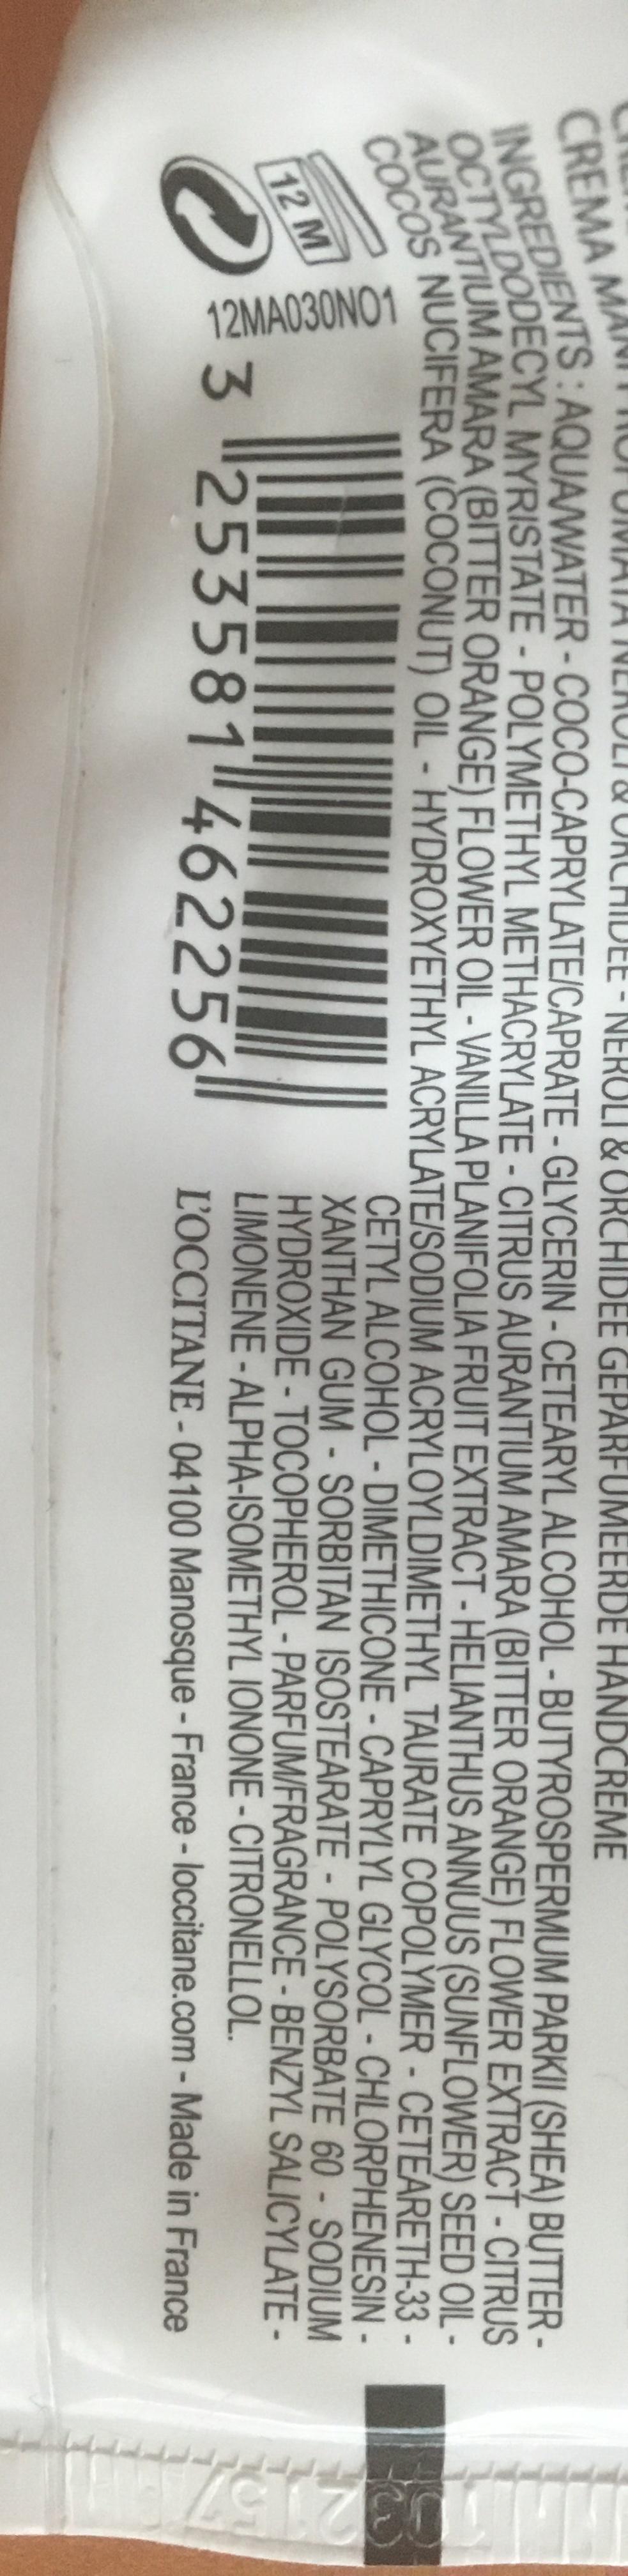 CREMA MANI PROFUMATA NEROLI & ORCHIDEE - NEROLI & ORCHIDEE GEPARFUMEERDE HANDCREME
INGREDIENTS : AQUA/WATER - COCO-CAPRYLATE/CAPRATE - GLYCERIN - CETEARYL ALCOHOL - BUTYROSPERMUM PARKII (SHEA) BUTTER -
OCTYLDODECYL MYRISTATE - POLYMETHYL METHACRYLATE - CITRUS AURANTIUM AMARA (BITTER ORANGE) FLOWER EXTRACT - CITRUS
AURANTIUM AMARA (BITTER ORANGE) FLOWER OIL - VANILLA PLANIFOLIA FRUIT EXTRACT - HELIANTHUS ANNUUS (SUNFLOWER) SEED OIL -
COCOS NUCIFERA (COCONUT) OIL - HYDROXYETHYL ACRYLATE/SODIUM ACRYLOYLDIMETHYL TAURATE COPOLYMER - CETEARETH-33 -
CETYL ALCOHOL - DIMETHICONE - CAPRYLYL GLYCOL - CHLORPHENESIN -
XANTHAN GUM - SORBITAN ISOSTEARATE - POLYSORBATE 60 - SODIUM
HYDROXIDE - TOCOPHEROL - PARFUM/FRAGRANCE - BENZYL SALICYLATE -
LIMONENE - ALPHA-ISOMETHYL IONONE - CITRONELLOL.
L'OCCITANE - 04100 Manosque - France - loccitane.com - Made in France
12 M
12MA030NO1
3 253581 462256